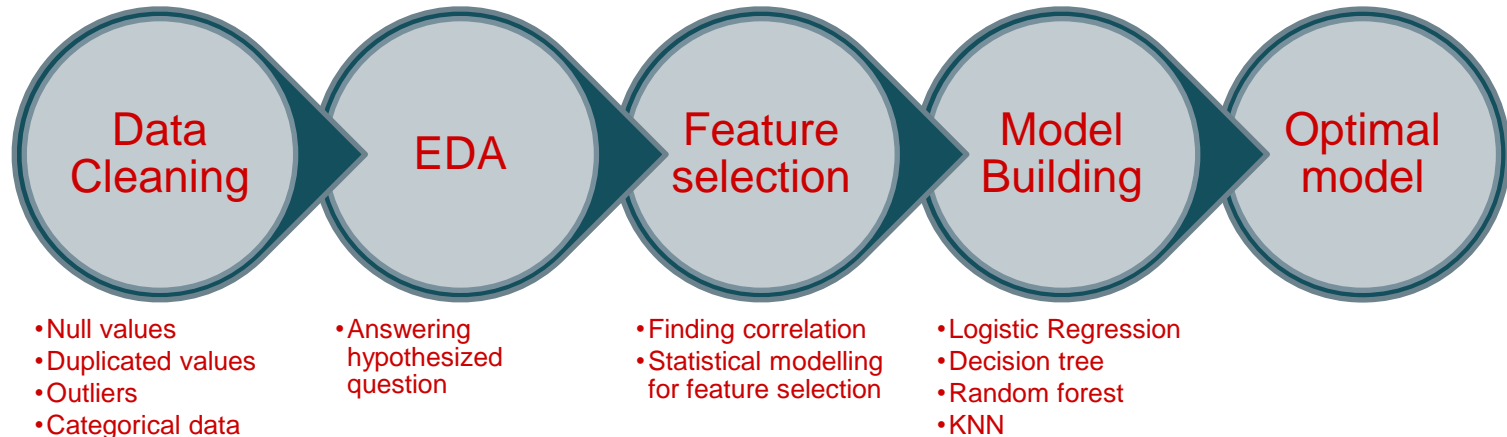 Data
Cleaning
EDA
Feature
selection
Model
Building
Optimal
model
•Null values
•Duplicated values
•Outliers
•Categorical data
•Answering
hypothesized
question
•Finding correlation
•Statistical modelling
for feature selection
•Logistic Regression
•Decision tree
•Random forest
•KNN